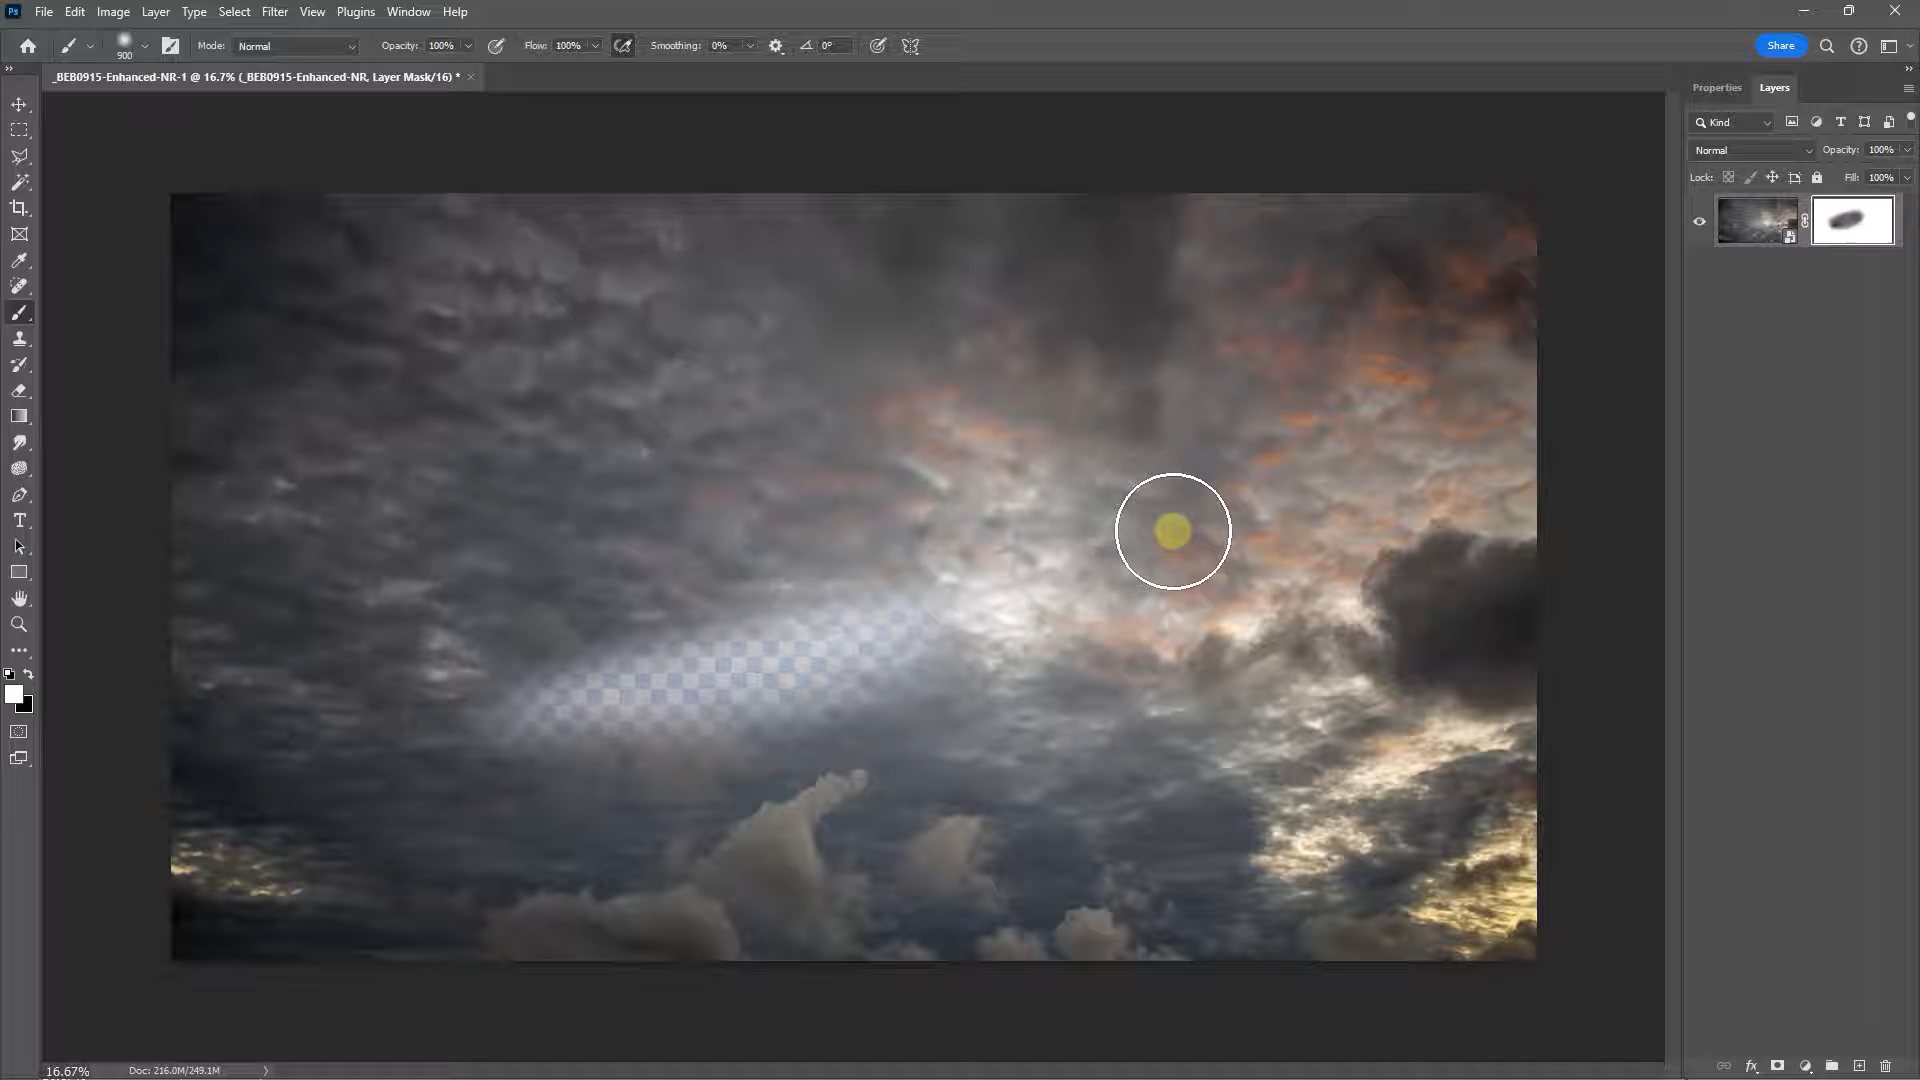 Ps File Edit Image Layer Type Select Filter View Plugins Window Help
900 Mode: Normal Opacity: 100% Flow: 100% Smoothing: 0% 0° Share
_BEB0915-Enhanced-NR-1 @ 16.7% (_BEB0915-Enhanced-NR, Layer Mask/16) * ×
Properties Layers
Kind
Normal Opacity: 100%
Lock: Fill: 100%
16.67% Doc: 216.0M/249.1M